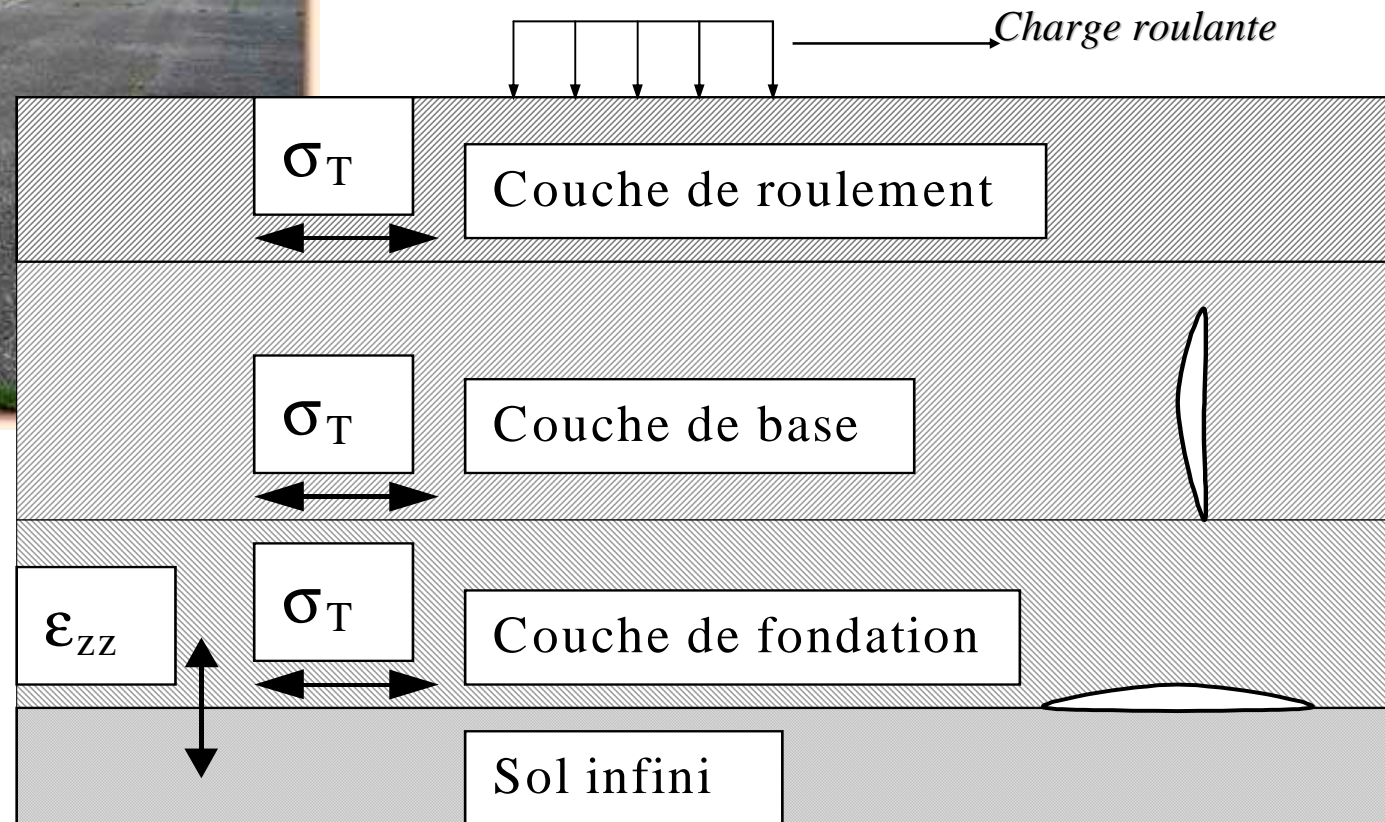 Charge roulante
σT
Couche de roulement
σT
Couche de base
σT
εzz
Couche de fondation
Sol infini